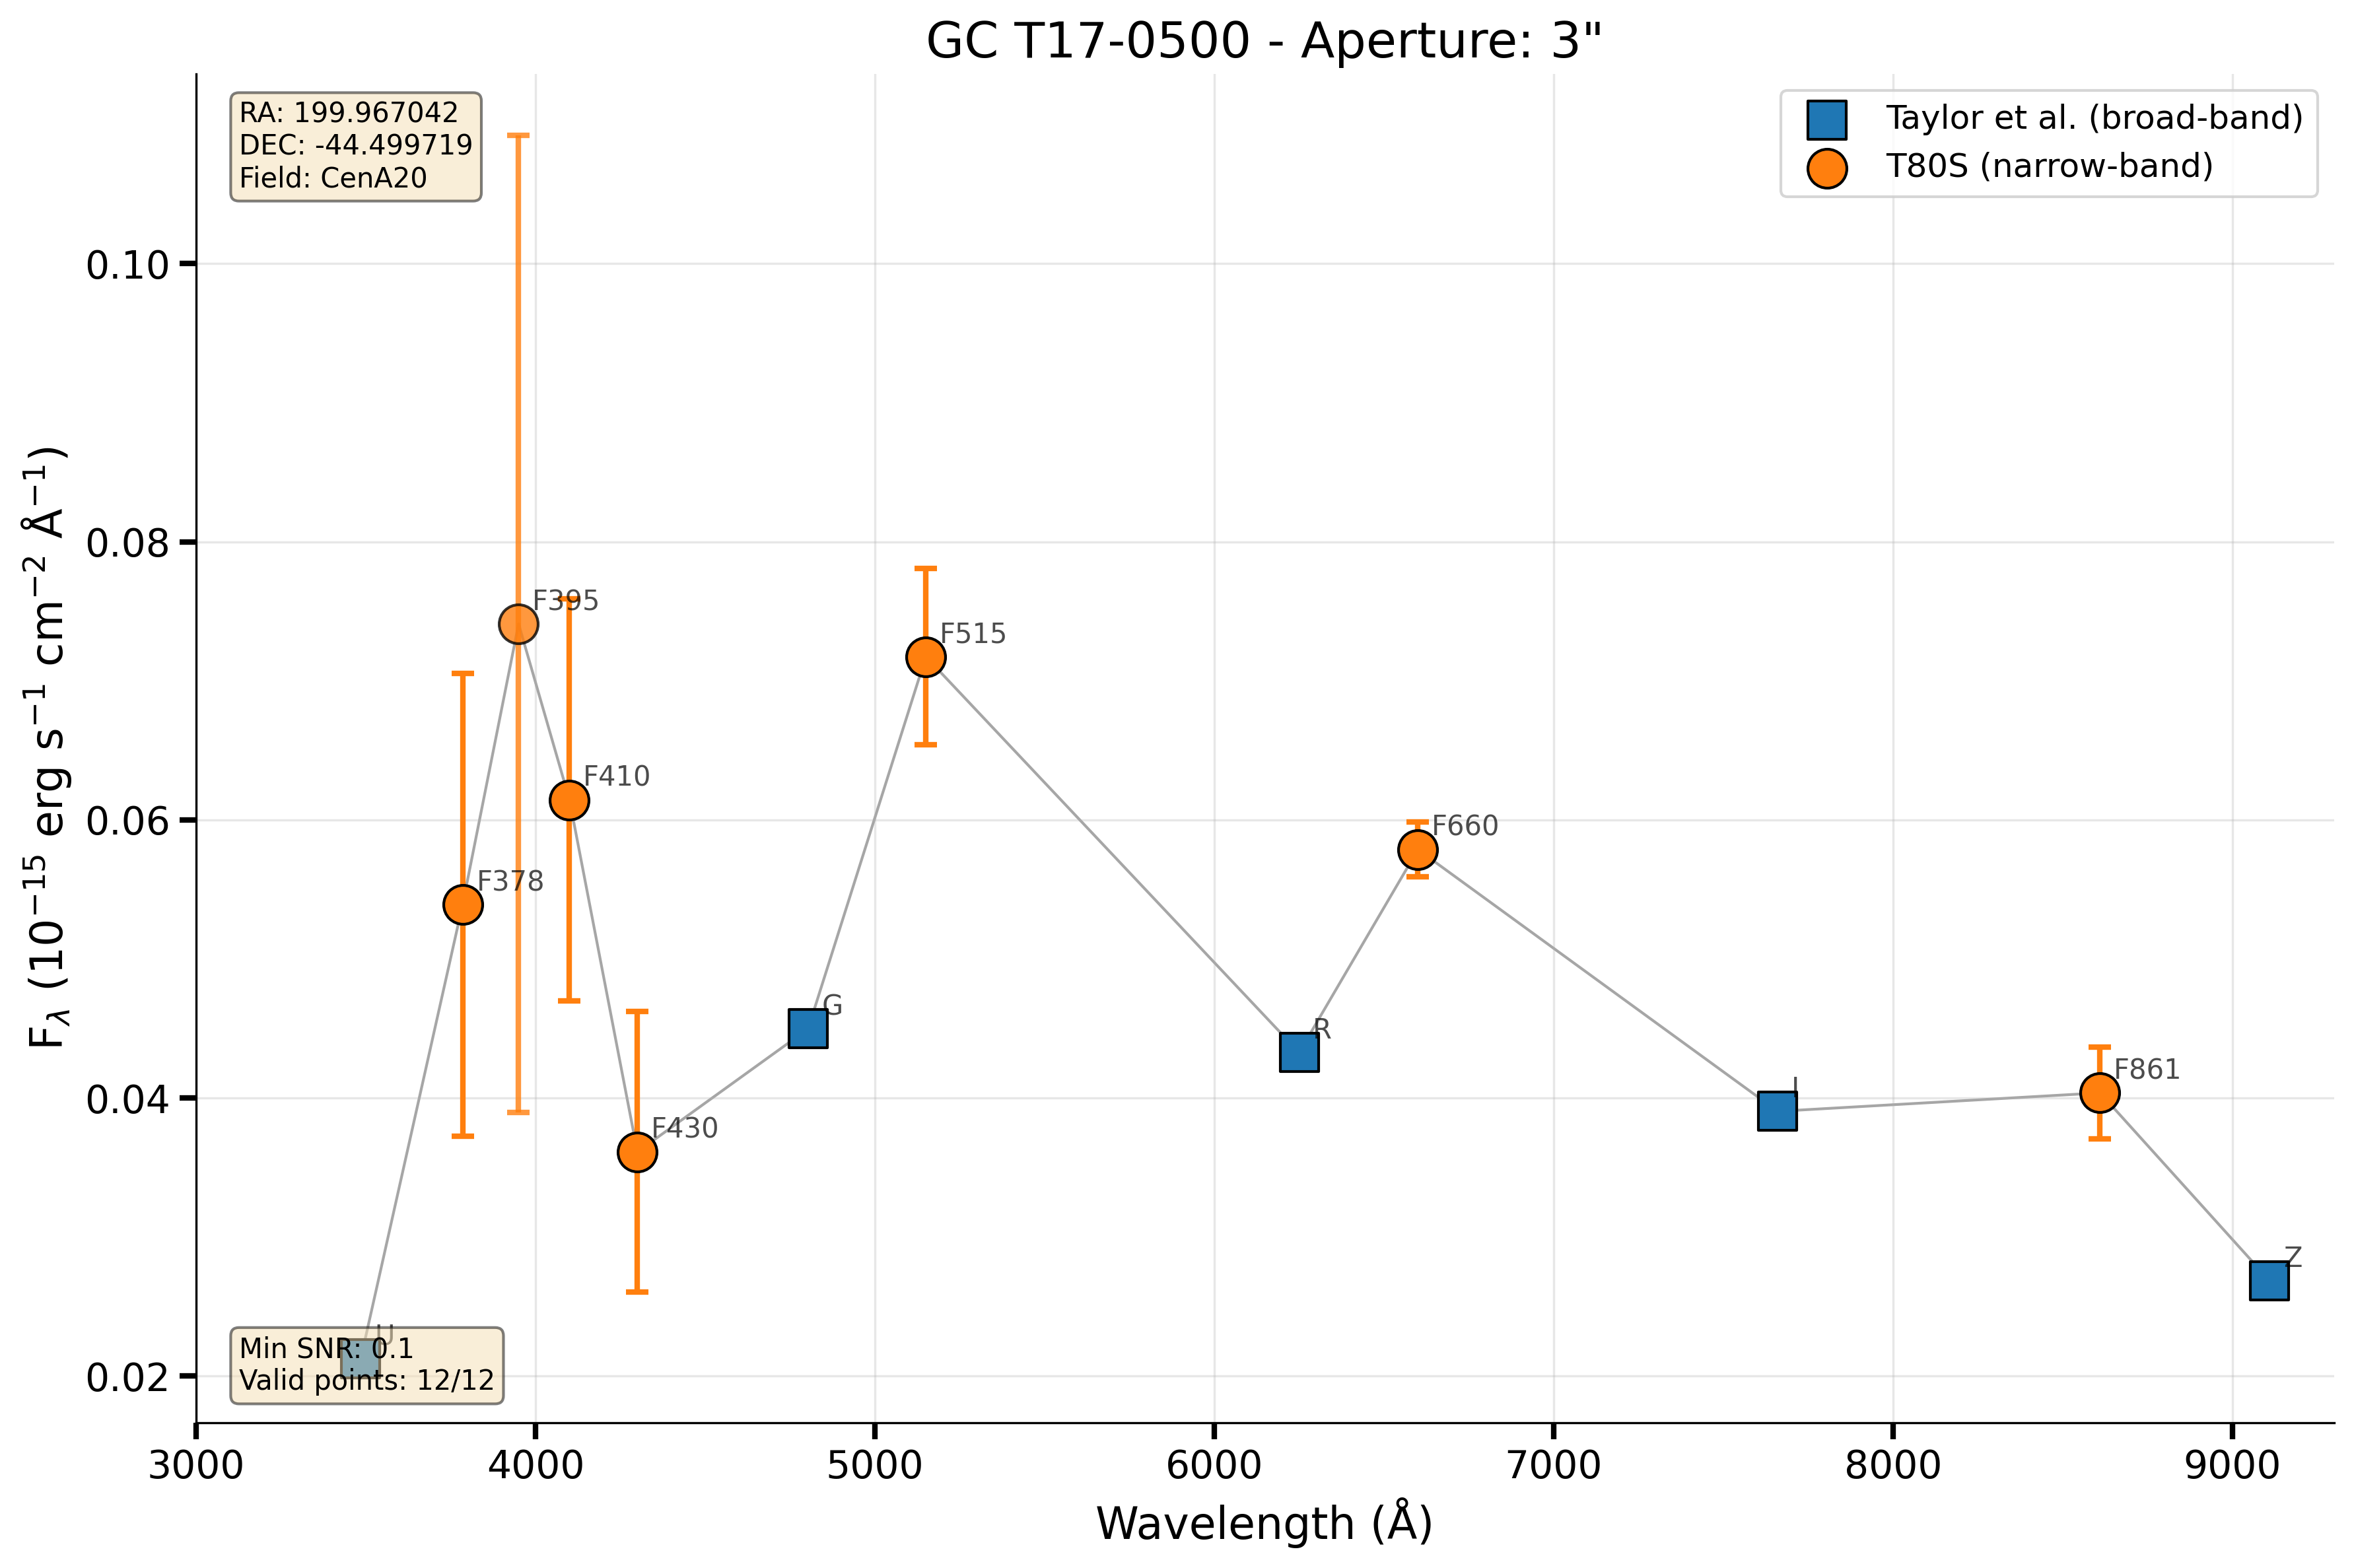 GC T17-0500 - Aperture: 3"
RA: 199.967042
DEC: -44.499719
Field: CenA20
Taylor et al. (broad-band)
T80S (narrow-band)
F_λ (10⁻¹⁵ erg s⁻¹ cm⁻² Å⁻¹)
0.10
0.08
0.06
0.04
0.02
F395
F410
F378
F430
G
F515
R
F660
I
F861
Z
U
Min SNR: 0.1
Valid points: 12/12
3000
4000
5000
6000
7000
8000
9000
Wavelength (Å)